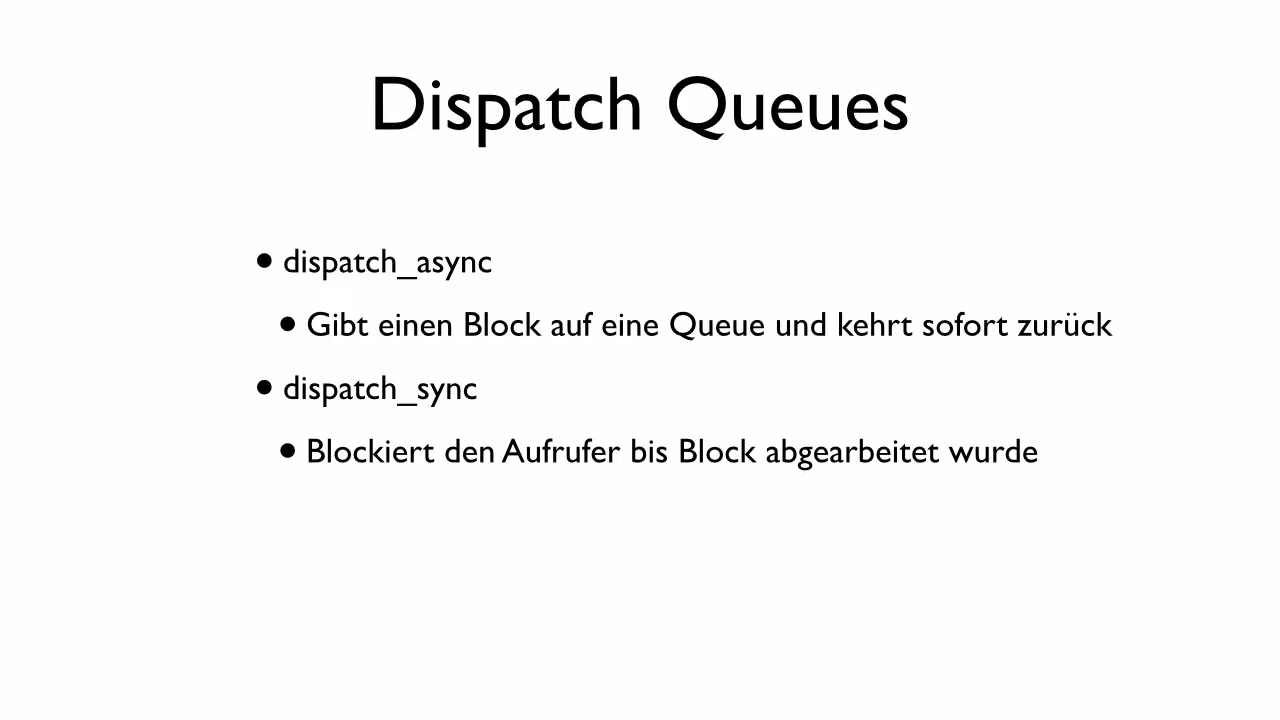 Dispatch Queues
• dispatch_async
• Gibt einen Block auf eine Queue und kehrt sofort zurück
• dispatch_sync
• Blockiert den Aufrufer bis Block abgearbeitet wurde